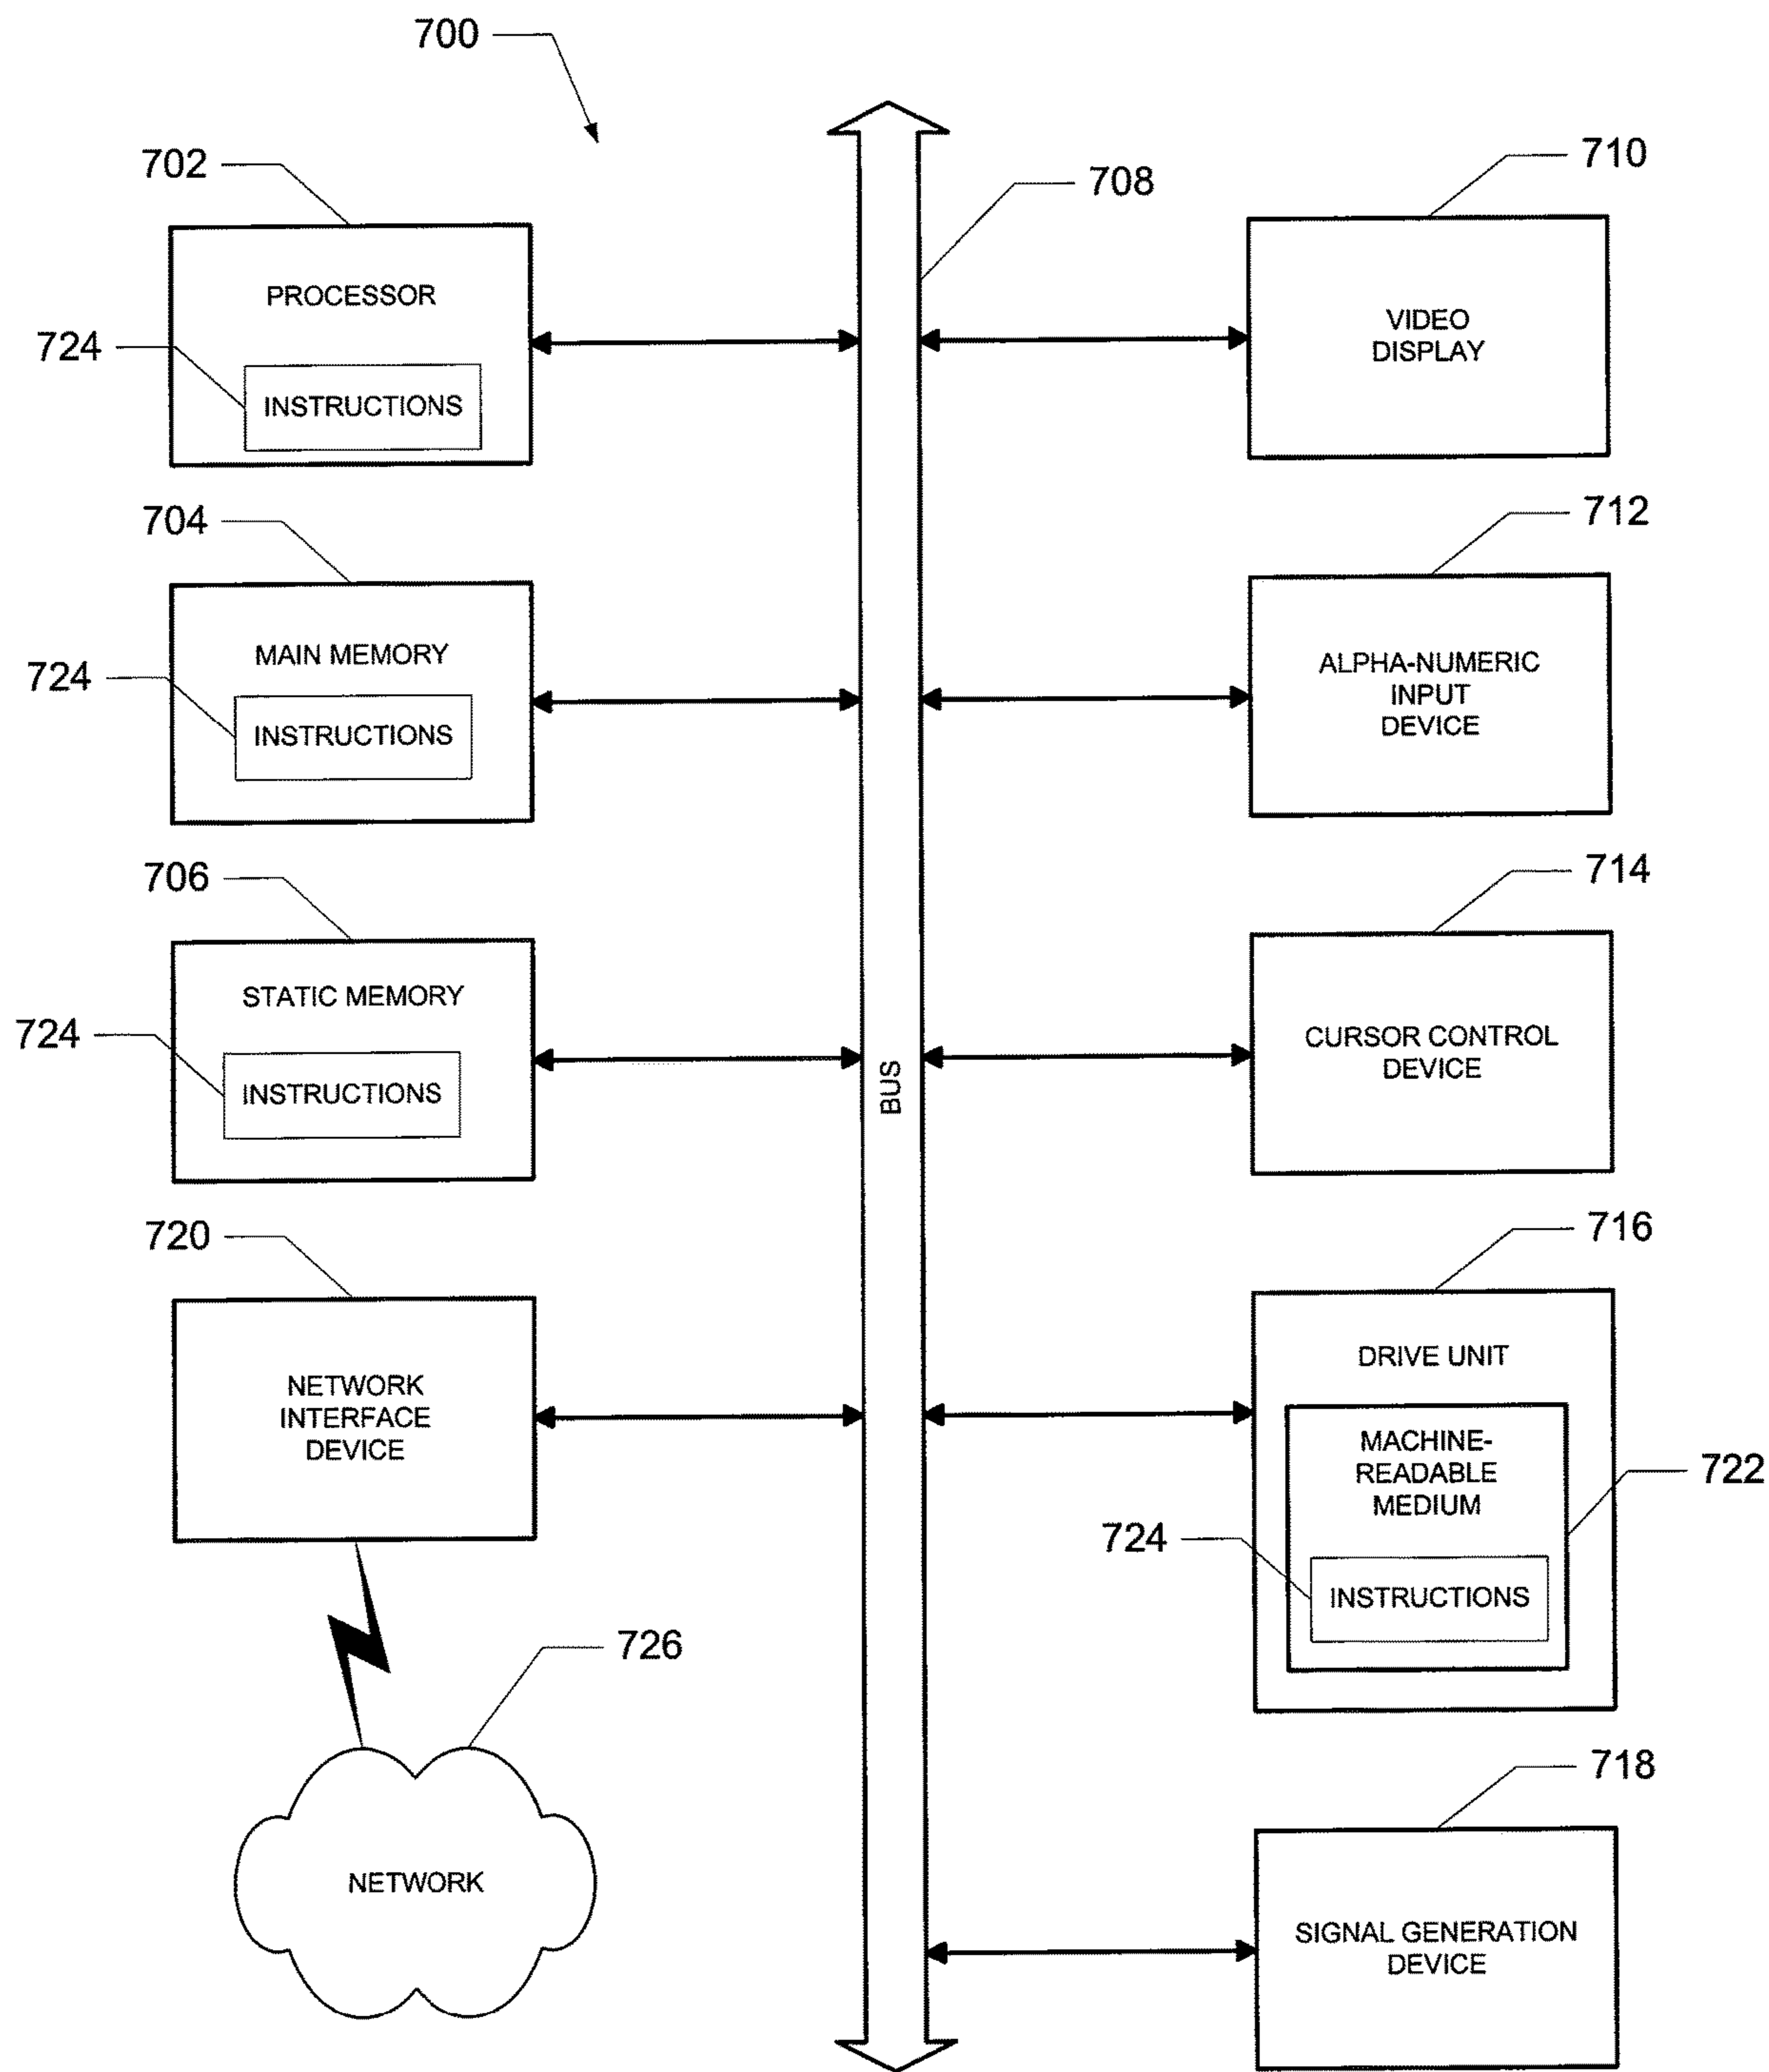 700
702
708
710
PROCESSOR
724
INSTRUCTIONS
VIDEO
DISPLAY
704
712
MAIN MEMORY
724
INSTRUCTIONS
ALPHA-NUMERIC
INPUT
DEVICE
706
714
STATIC MEMORY
724
INSTRUCTIONS
BUS
CURSOR CONTROL
DEVICE
720
716
NETWORK
INTERFACE
DEVICE
DRIVE UNIT
MACHINE-
READABLE
MEDIUM
722
724
INSTRUCTIONS
726
NETWORK
718
SIGNAL GENERATION
DEVICE